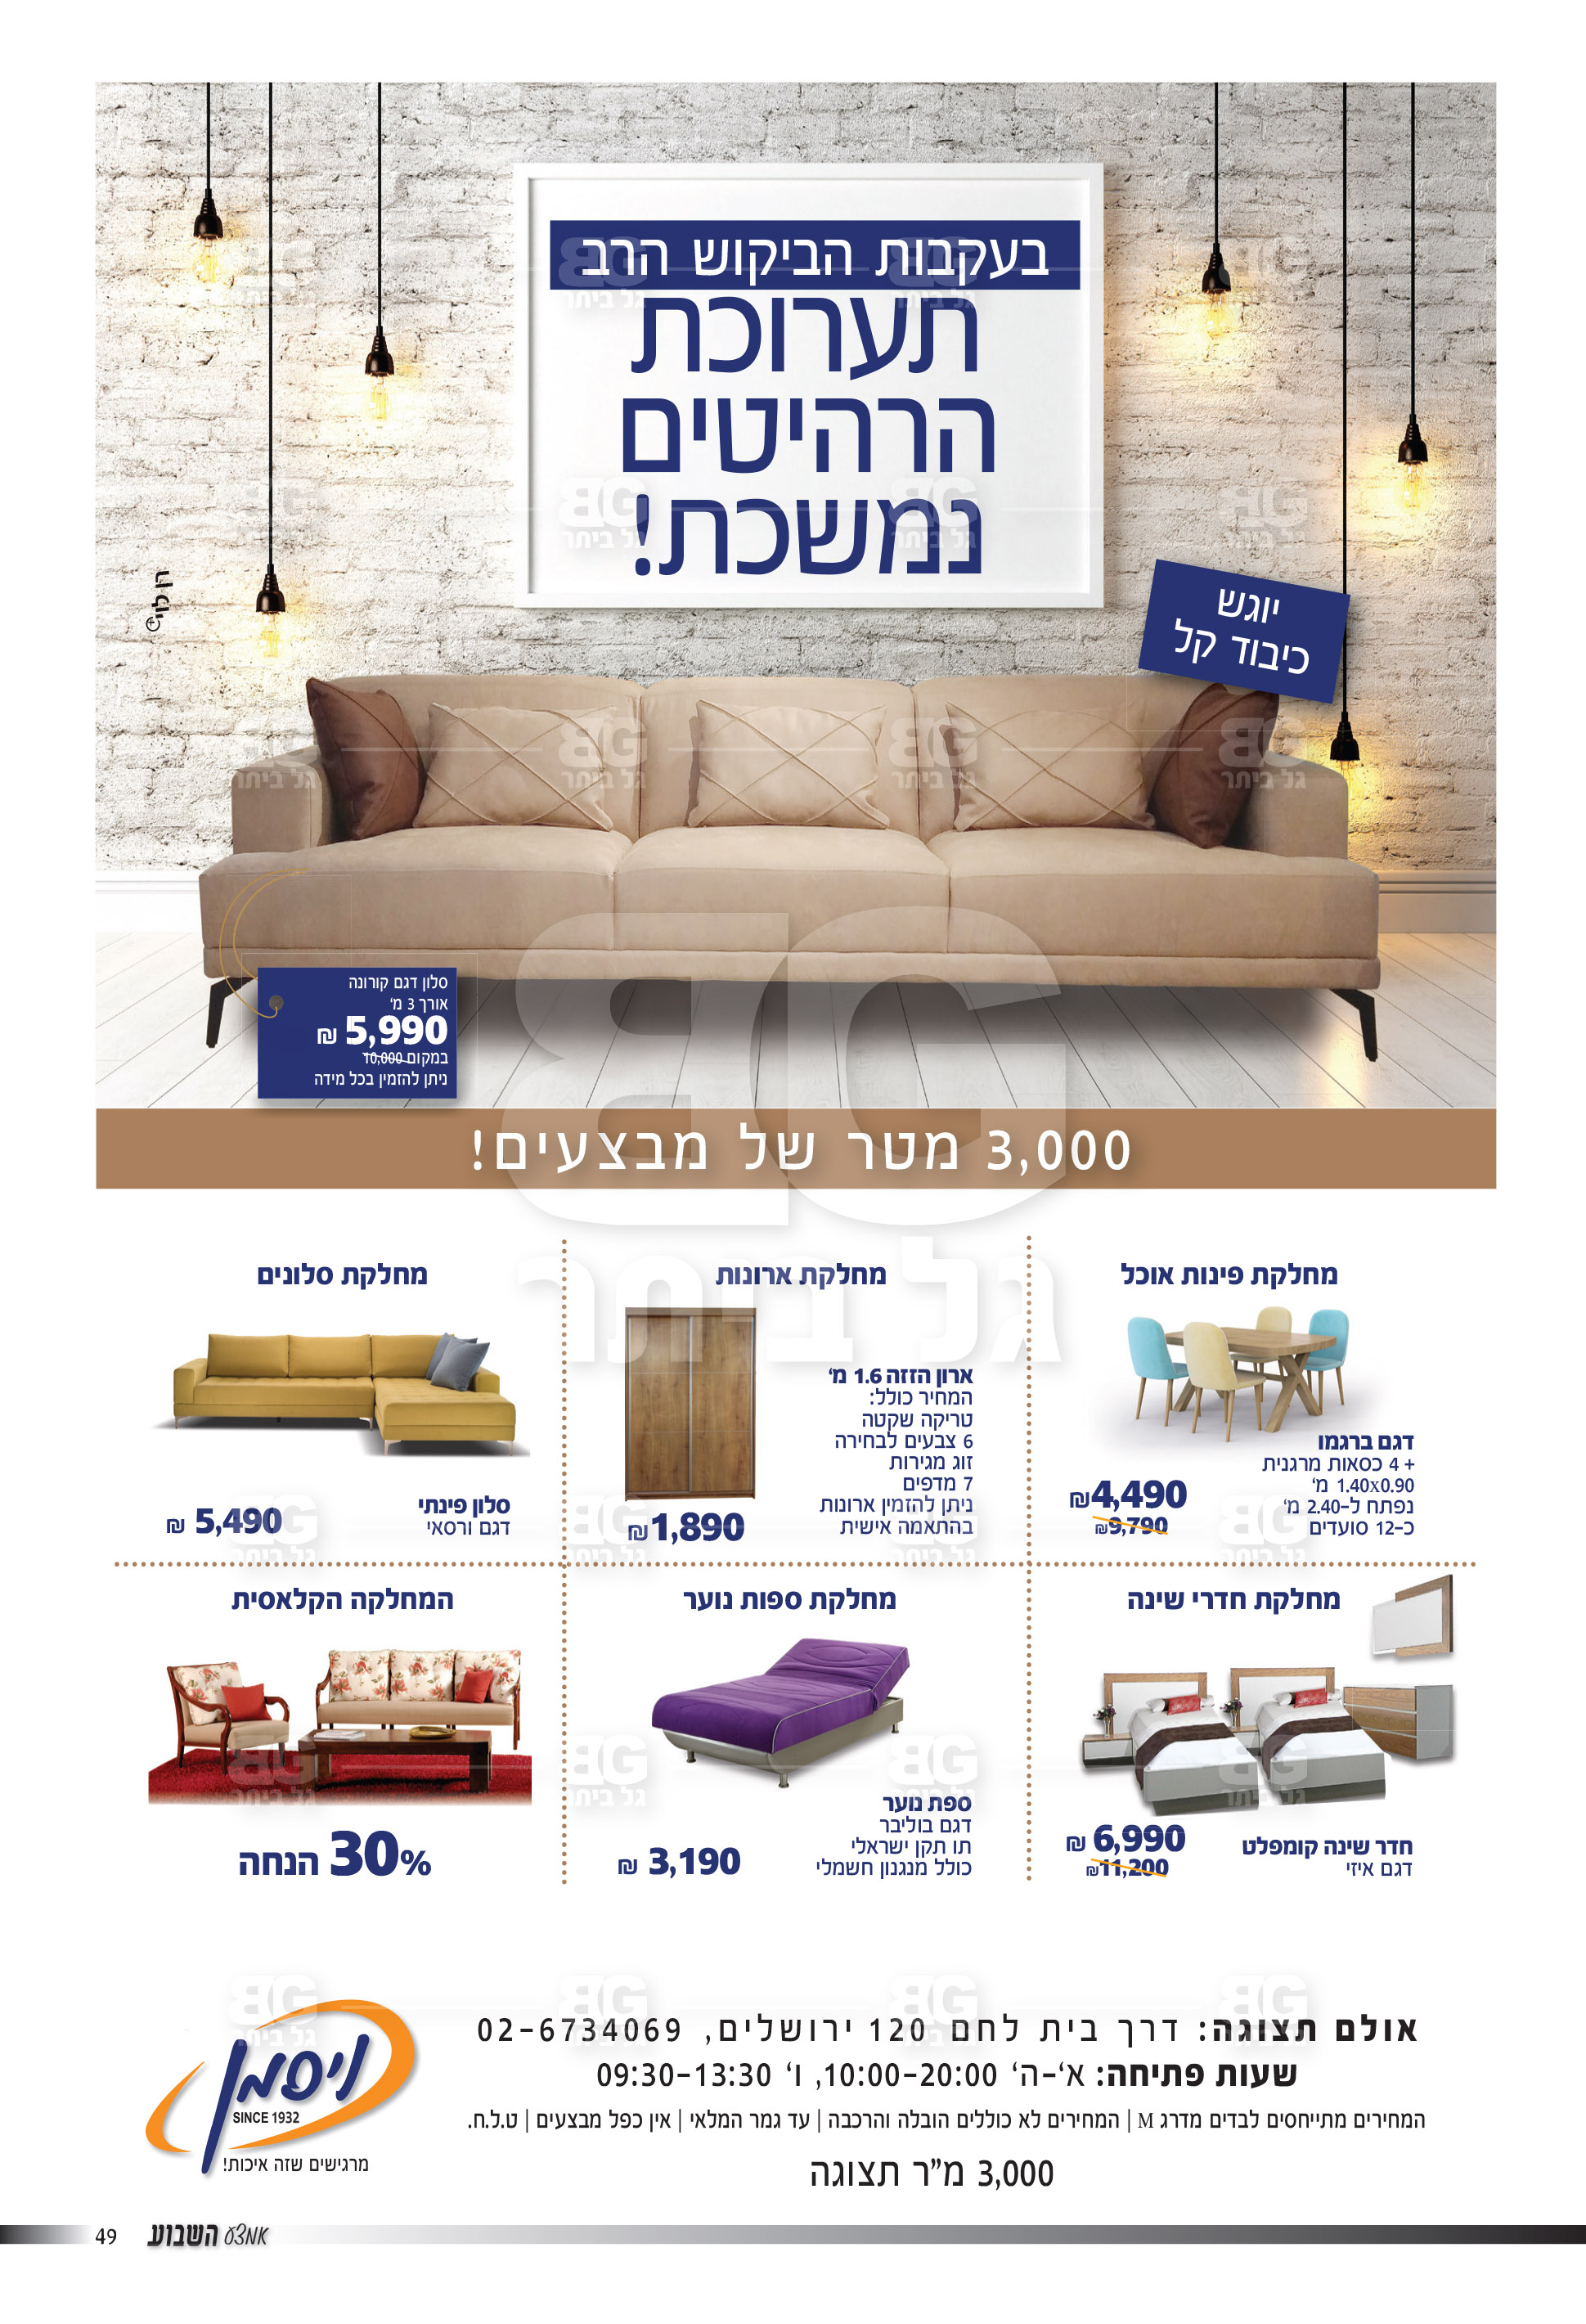 בעקבות הביקוש הרב
תערוכת
הרהיטים
נמשכת!
יוגש
כיבוד קל
רון לוי
סלון דגם קורונה
אורך 3 מ'
5,990 ₪
במקום 10,000
ניתן להזמין בכל מידה
3,000 מטר של מבצעים!
מחלקת פינות אוכל
דגם ברגמו
+ 4 כסאות מרגנית
1.40x0.90 מ'
נפתח ל-2.40 מ'
כ-12 סועדים
4,490₪
9,790₪
מחלקת ארונות
ארון הזזה 1.6 מ'
המחיר כולל:
טריקה שקטה
6 צבעים לבחירה
זוג מגירות
7 מדפים
ניתן להזמין ארונות
בהתאמה אישית
1,890₪
מחלקת סלונים
סלון פינתי
דגם ורסאי
5,490 ₪
מחלקת חדרי שינה
חדר שינה קומפלט
דגם איזי
6,990 ₪
11,200₪
מחלקת ספות נוער
ספת נוער
דגם בוליבר
תו תקן ישראלי
כולל מנגנון חשמלי
3,190 ₪
המחלקה הקלאסית
30% הנחה
אולם תצוגה: דרך בית לחם 120 ירושלים, 02-6734069
שעות פתיחה: א'-ה' 10:00-20:00, ו' 09:30-13:30
המחירים מתייחסים לבדים מדרג M | המחירים לא כוללים הובלה והרכבה | עד גמר המלאי | אין כפל מבצעים | ט.ל.ח.
3,000 מ"ר תצוגה
ניסמן
SINCE 1932
מרגישים שזה איכות!
BG
גל ביתר
אמצע השבוע
49